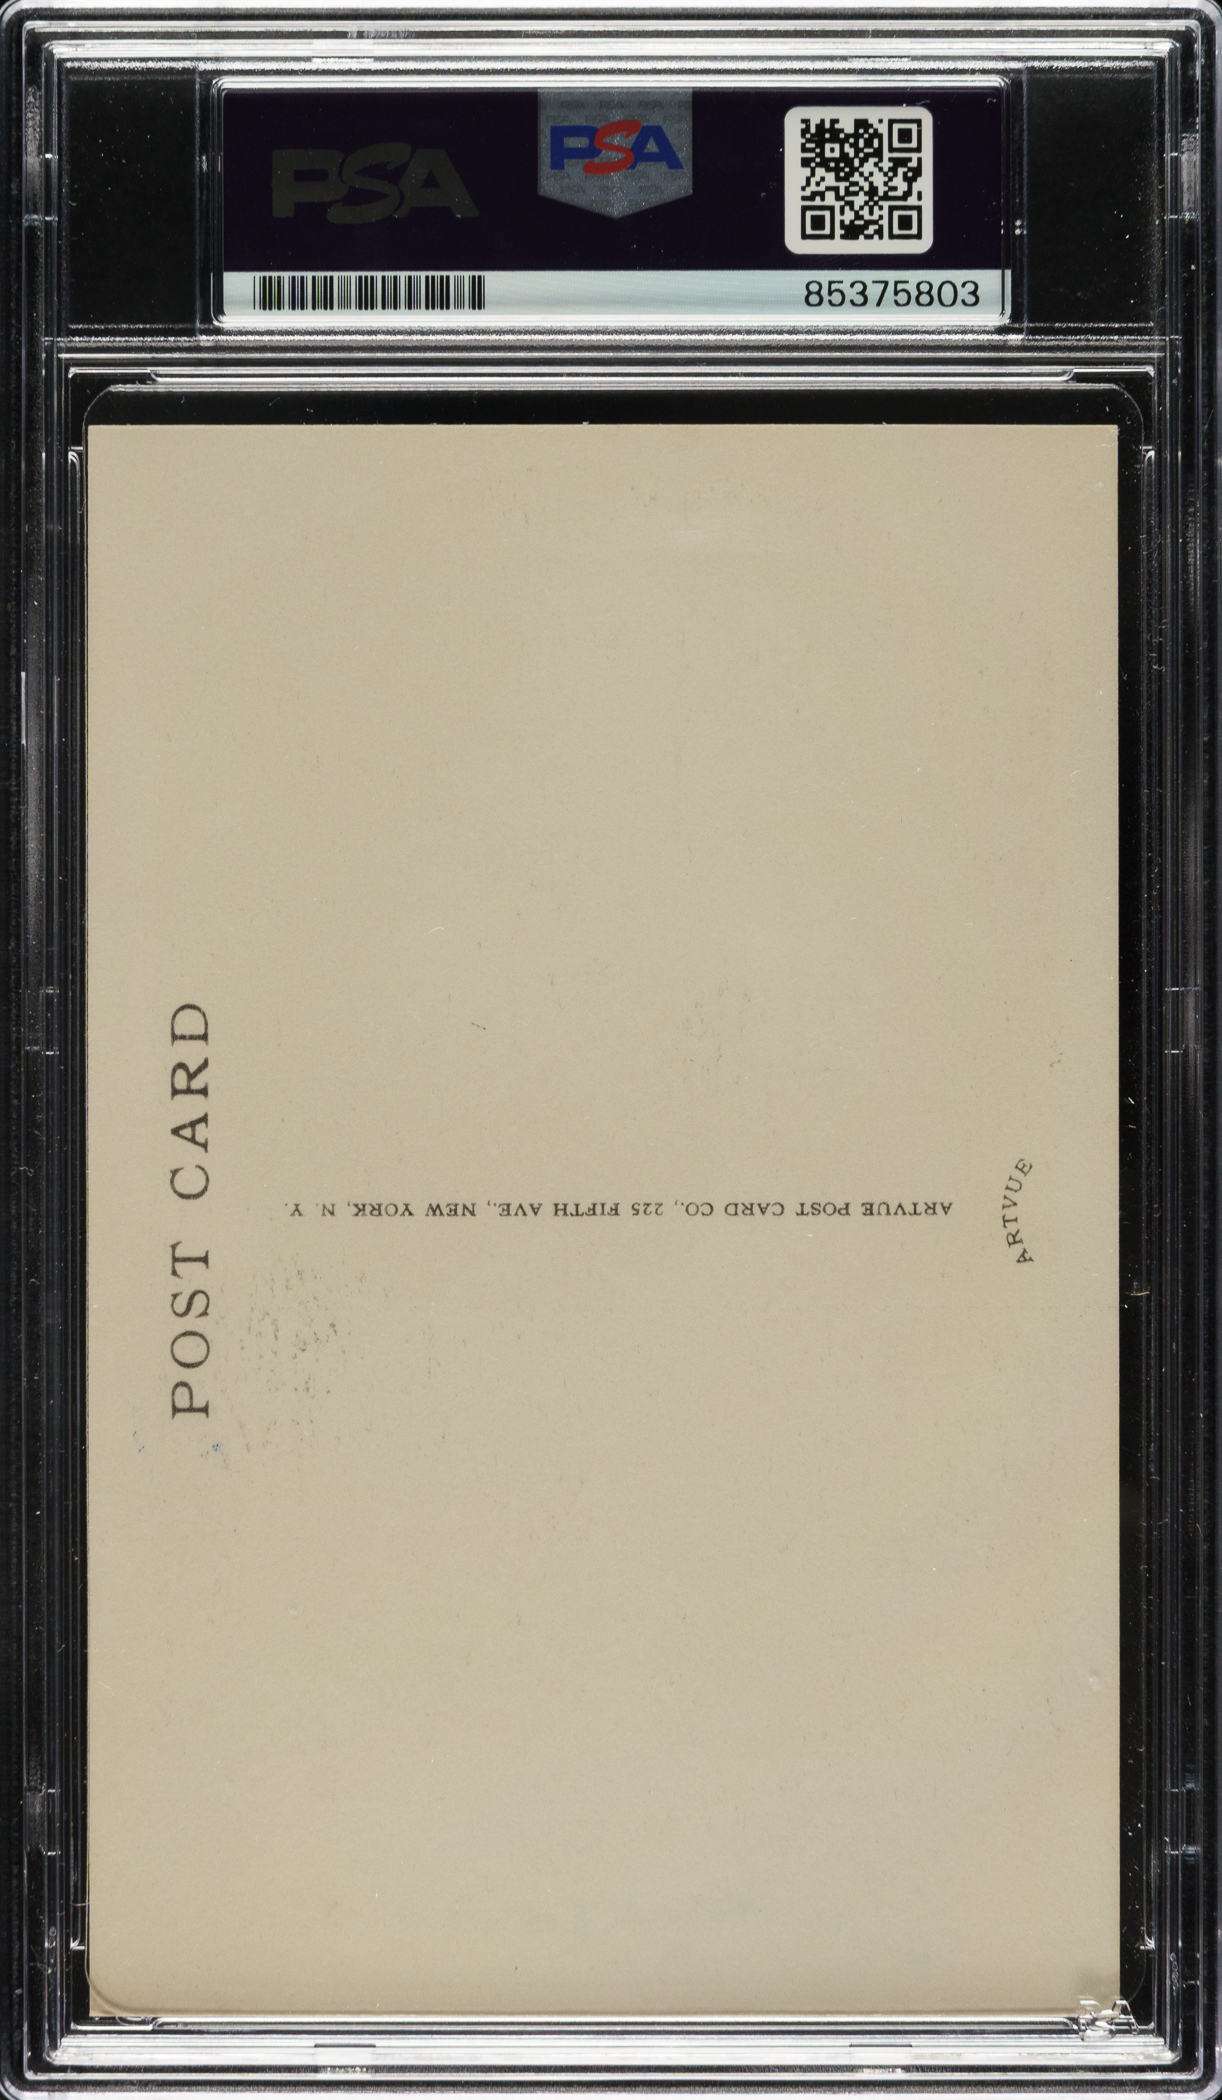 PSA
PSA
85375803
POST CARD
ARTVUE POST CARD CO., 225 FIFTH AVE., NEW YORK, N. Y.
ARTVUE